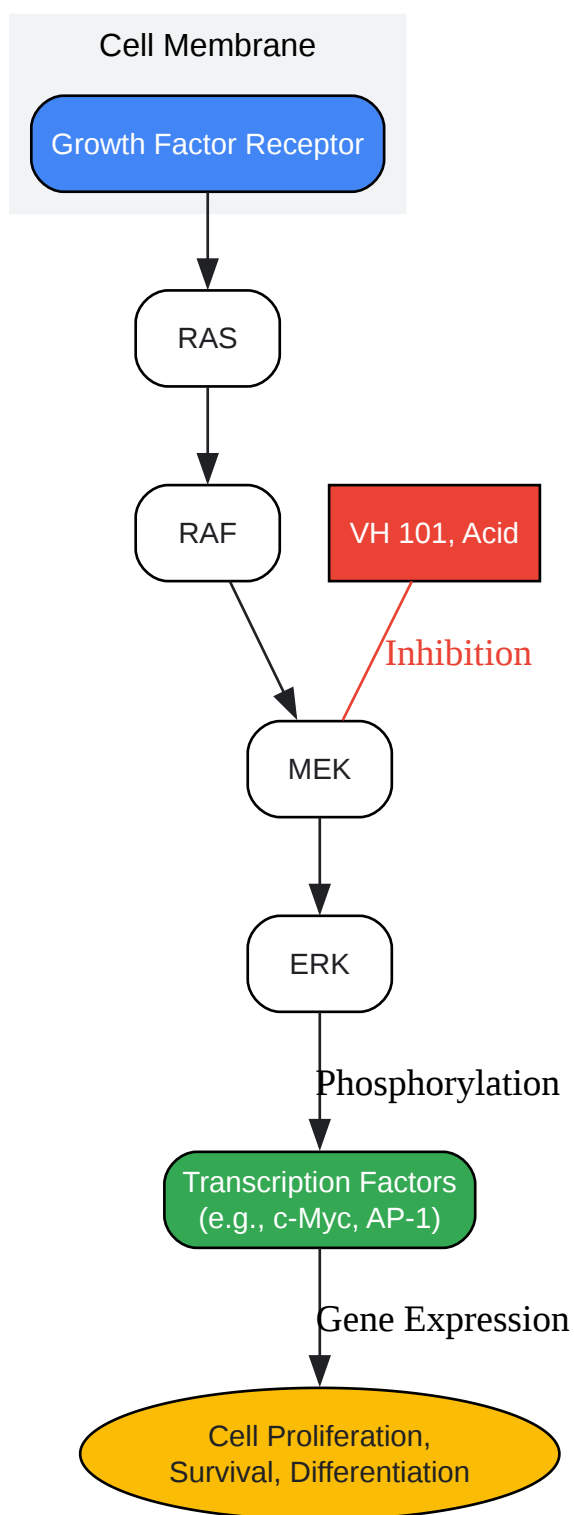 Cell Membrane
Growth Factor Receptor
RAS
RAF
VH 101, Acid
Inhibition
MEK
ERK
Phosphorylation
Transcription Factors
(e.g., c-Myc, AP-1)
Gene Expression
Cell Proliferation,
Survival, Differentiation